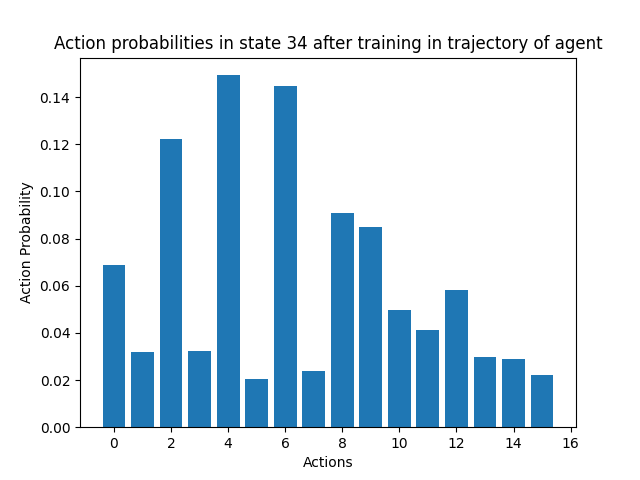 Action probabilities in state 34 after training in trajectory of agent
Action Probability
0.14
0.12
0.10
0.08
0.06
0.04
0.02
0.00
0 2 4 6 8 10 12 14 16
Actions